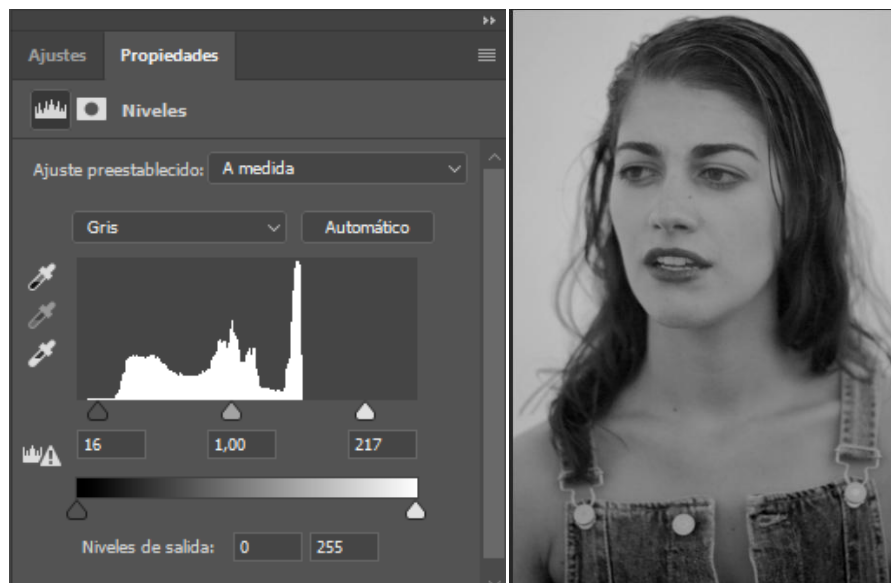 Ajustes Propiedades
Niveles
Ajuste preestablecido: A medida
Gris Automático
16 1,00 217
Niveles de salida: 0 255